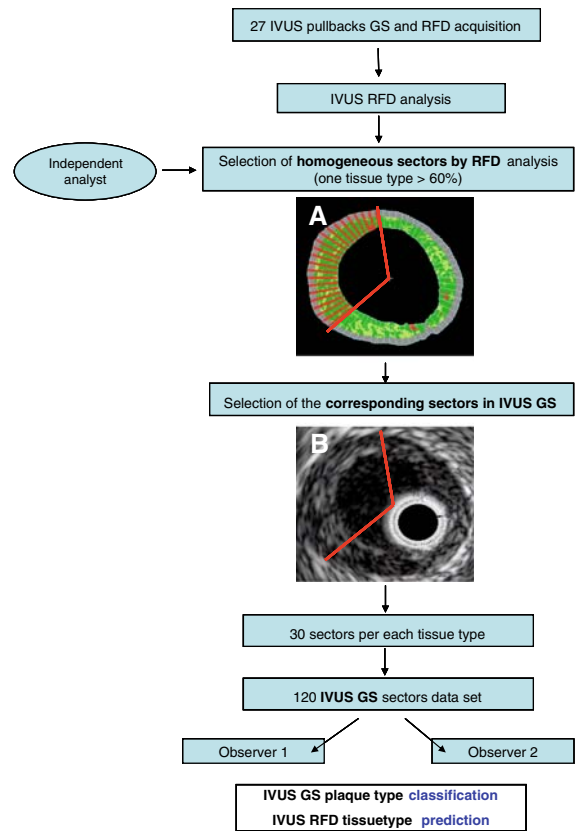 27 IVUS pullbacks GS and RFD acquisition
IVUS RFD analysis
Independent
analyst
Selection of homogeneous sectors by RFD analysis
(one tissue type > 60%)
A
Selection of the corresponding sectors in IVUS GS
B
30 sectors per each tissue type
120 IVUS GS sectors data set
Observer 1
Observer 2
IVUS GS plaque type classification
IVUS RFD tissuetype prediction